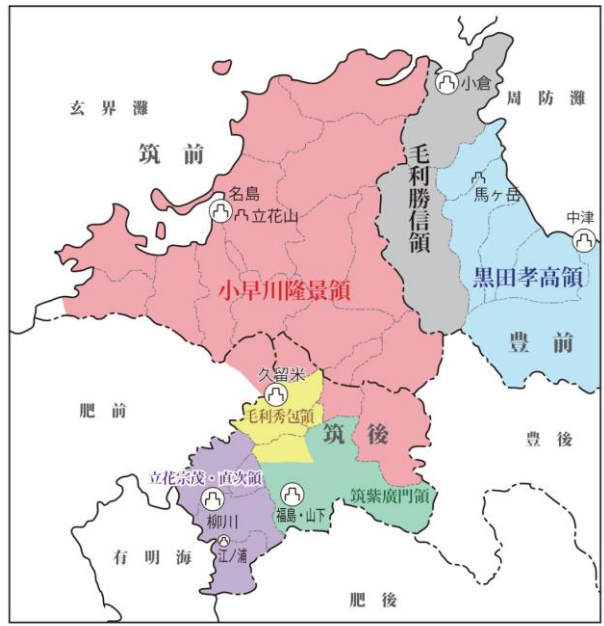 小倉
玄界灘
周防灘
筑前
毛利勝信領
馬ヶ岳
名島
立花山
中津
黒田孝高領
小早川隆景領
豊前
久留米
肥前
毛利秀包領
筑後
豊後
立花宗茂・直次領
筑紫廣門領
福島・山下
柳川
江ノ浦
有明海
肥後